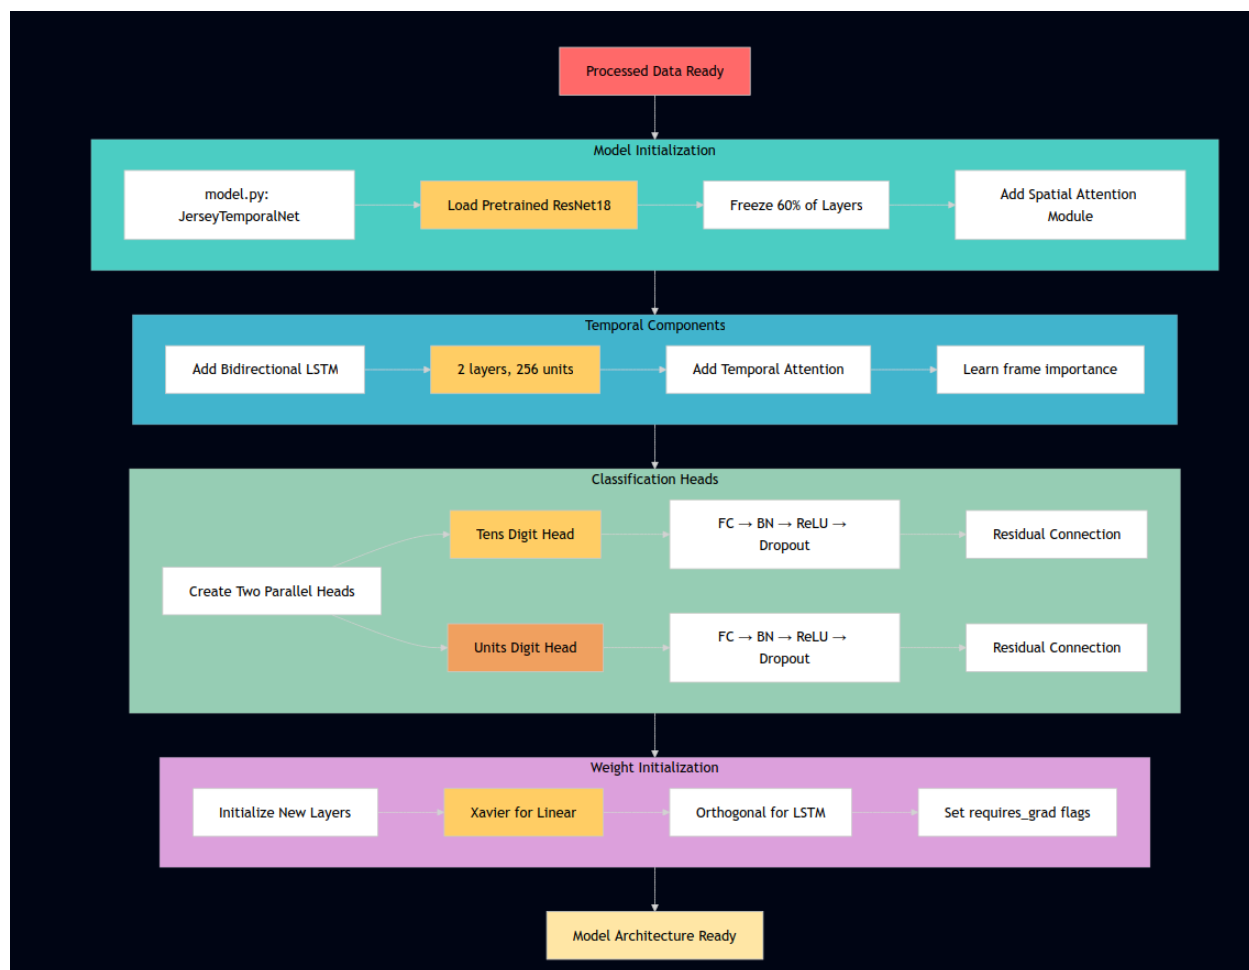 Processed Data Ready
Model Initialization
model.py:
JerseyTemporalNet
Load Pretrained ResNet18
Freeze 60% of Layers
Add Spatial Attention
Module
Temporal Components
Add Bidirectional LSTM
2 layers, 256 units
Add Temporal Attention
Learn frame importance
Classification Heads
Create Two Parallel Heads
Tens Digit Head
FC → BN → ReLU →
Dropout
Residual Connection
Units Digit Head
FC → BN → ReLU →
Dropout
Residual Connection
Weight Initialization
Initialize New Layers
Xavier for Linear
Orthogonal for LSTM
Set requires_grad flags
Model Architecture Ready